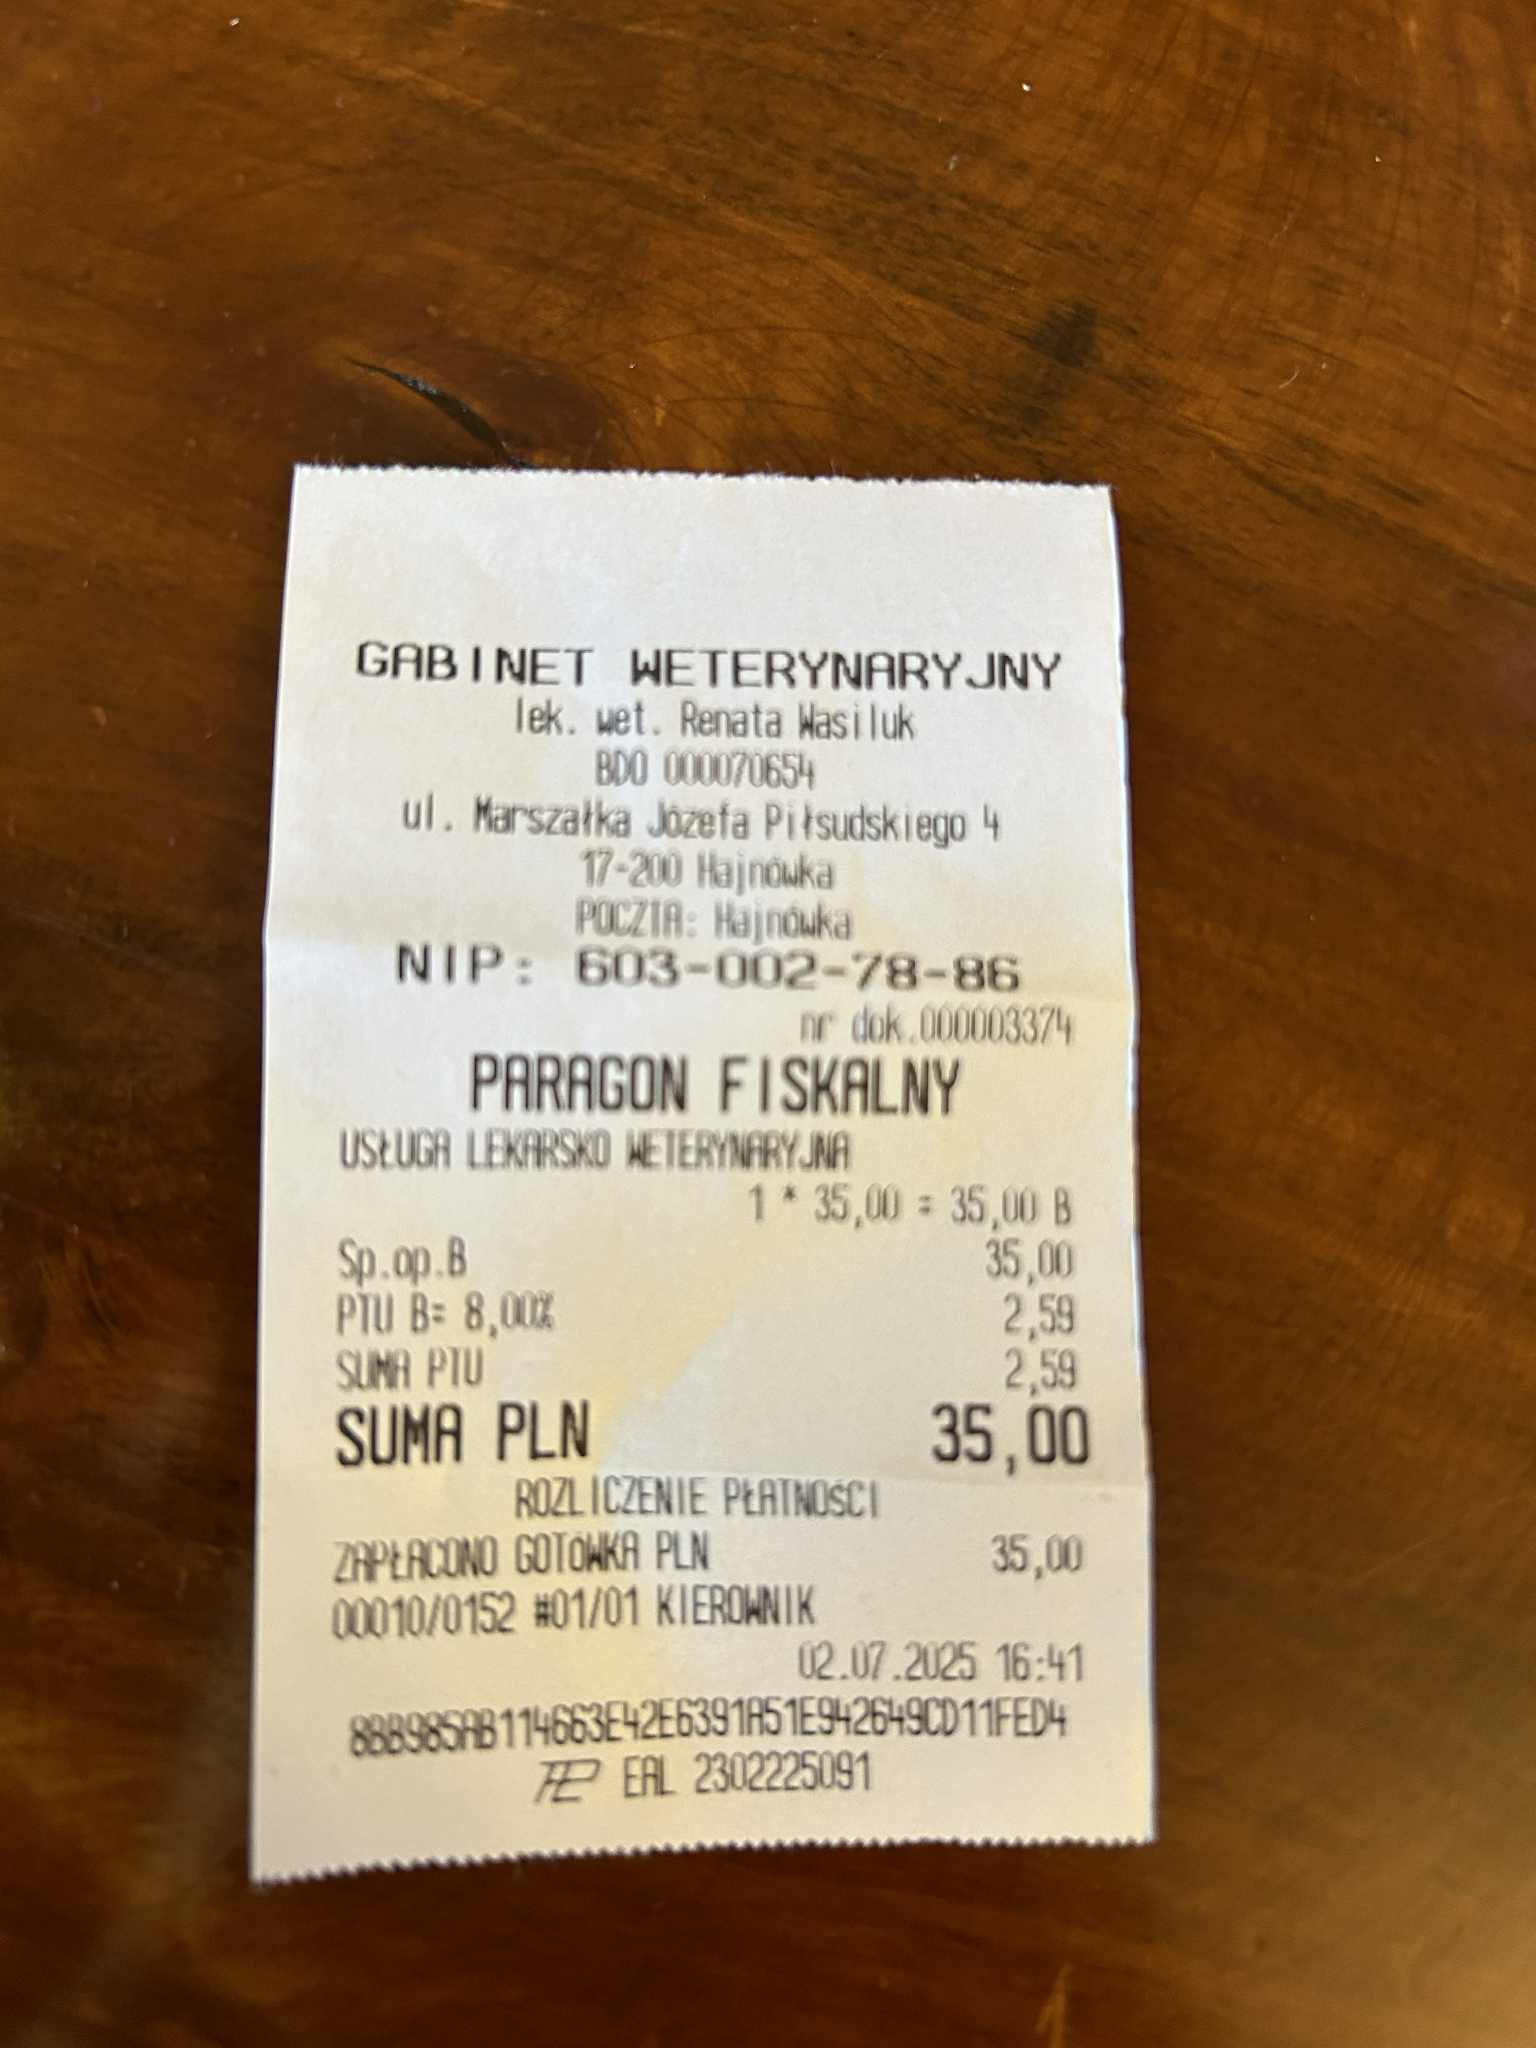 GABINET WETERYNARYJNY
lek. wet. Renata Wasiluk
BDO 000070654
ul. Marszałka Józefa Piłsudskiego 4
17-200 Hajnówka
POCZTA: Hajnówka
NIP: 603-002-78-86
nr dok.000003374
PARAGON FISKALNY
USŁUGA LEKARSKO WETERYNARYJNA
1 * 35,00 = 35,00 B
Sp.op.B 35,00
PTU B= 8,00% 2,59
SUMA PTU 2,59
SUMA PLN 35,00
ROZLICZENIE PŁATNOŚCI
ZAPŁACONO GOTÓWKA PLN 35,00
00010/0152 #01/01 KIEROWNIK
02.07.2025 16:41
8BB985AB114663E42E6391A51E942649CD11FED4
EAL 2302225091